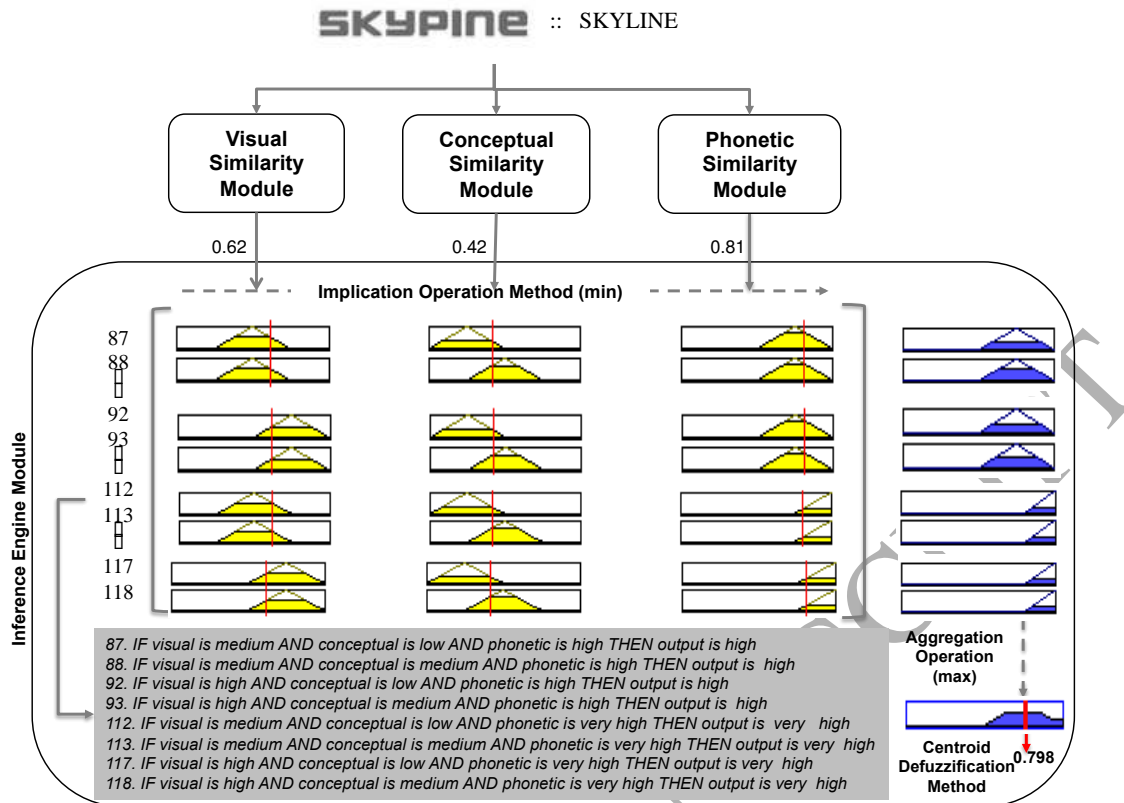 SKYPINE :: SKYLINE
Visual
Similarity
Module
Conceptual
Similarity
Module
Phonetic
Similarity
Module
0.62
0.42
0.81
Implication Operation Method (min)
Inference Engine Module
87
88
92
93
112
113
117
118
87. IF visual is medium AND conceptual is low AND phonetic is high THEN output is high
88. IF visual is medium AND conceptual is medium AND phonetic is high THEN output is high
92. IF visual is high AND conceptual is low AND phonetic is high THEN output is high
93. IF visual is high AND conceptual is medium AND phonetic is high THEN output is high
112. IF visual is medium AND conceptual is low AND phonetic is very high THEN output is very high
113. IF visual is medium AND conceptual is medium AND phonetic is very high THEN output is very high
117. IF visual is high AND conceptual is low AND phonetic is very high THEN output is very high
118. IF visual is high AND conceptual is medium AND phonetic is very high THEN output is very high
Aggregation
Operation
(max)
Centroid
Defuzzification
Method
0.798